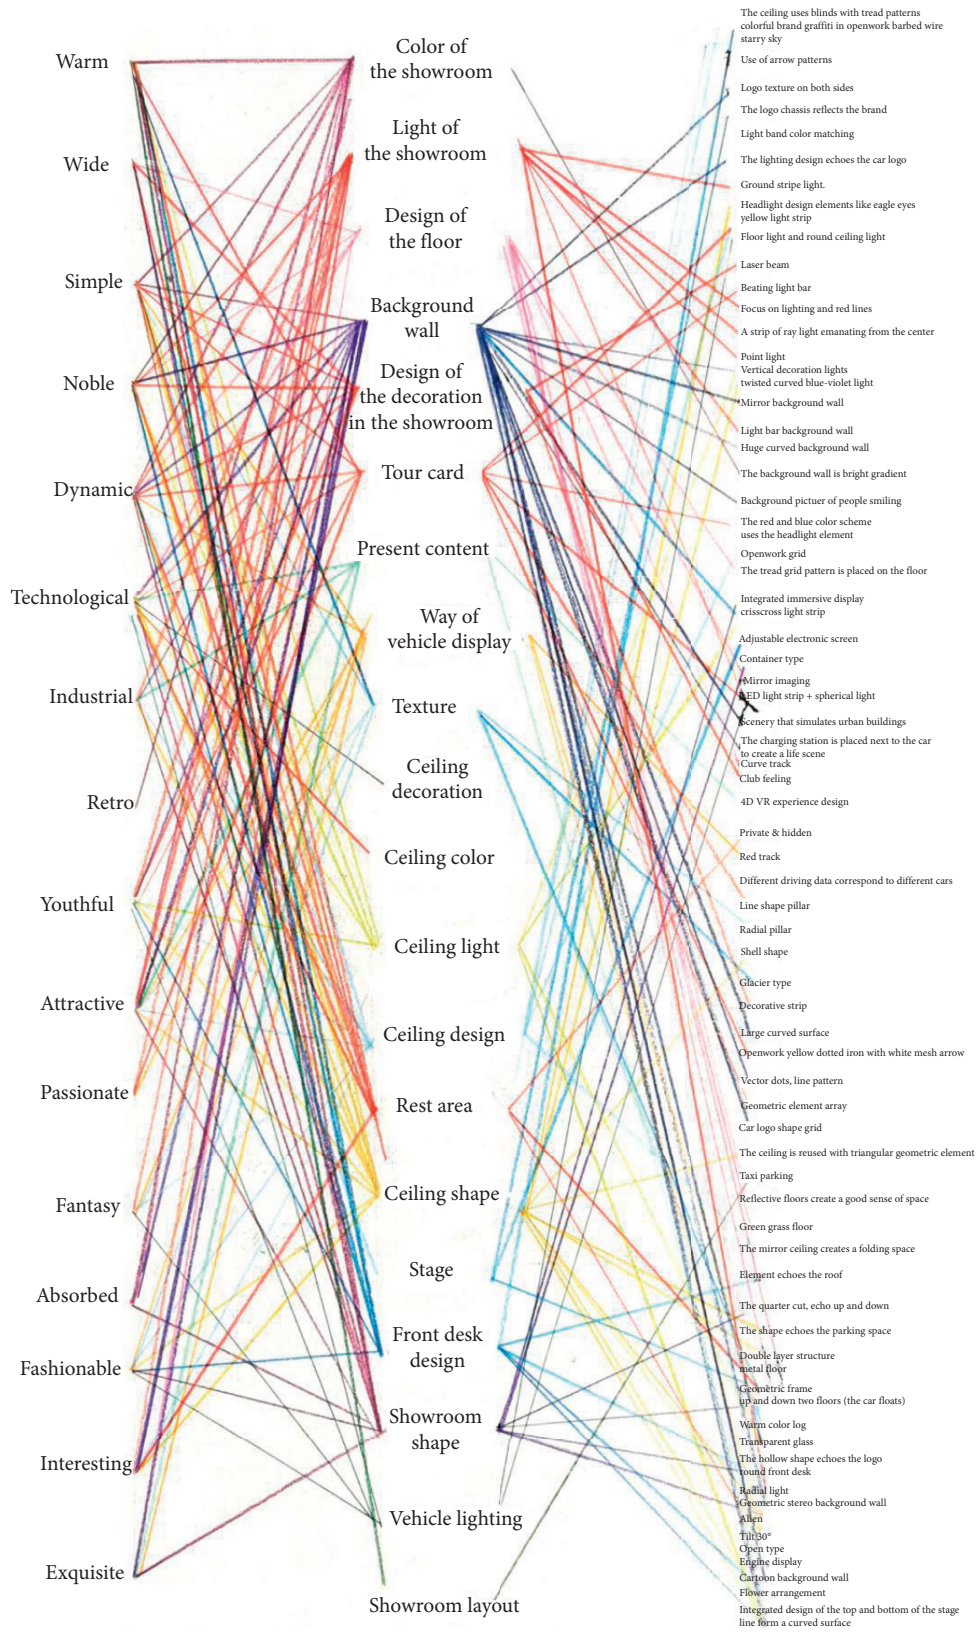 Warm
Wide
Simple
Noble
Dynamic
Technological
Industrial
Retro
Youthful
Attractive
Passionate
Fantasy
Absorbed
Fashionable
Interesting
Exquisite
Color of
the showroom
Light of
the showroom
Design of
the floor
Background
wall
Design of
the decoration
in the showroom
Tour card
Present content
Way of
vehicle display
Texture
Ceiling
decoration
Ceiling color
Ceiling light
Ceiling design
Rest area
Ceiling shape
Stage
Front desk
design
Showroom
shape
Vehicle lighting
Showroom layout
The ceiling uses blinds with tread patterns
colorful brand graffiti in openwork barbed wire
starry sky
Use of arrow patterns
Logo texture on both sides
The logo chassis reflects the brand
Light band color matching
The lighting design echoes the car logo
Ground stripe light.
Headlight design elements like eagle eyes
yellow light strip
Floor light and round ceiling light
Laser beam
Beating light bar
Focus on lighting and red lines
A strip of ray light emanating from the center
Point light
Vertical decoration lights
twisted curved blue-violet light
Mirror background wall
Light bar background wall
Huge curved background wall
The background wall is bright gradient
Background pictuer of people smiling
The red and blue color scheme
uses the headlight element
Openwork grid
The tread grid pattern is placed on the floor
Integrated immersive display
crisscross light strip
Adjustable electronic screen
Container type
Mirror imaging
LED light strip + spherical light
Scenery that simulates urban buildings
The charging station is placed next to the car
to create a life scene
Curve track
Club feeling
4D VR experience design
Private & hidden
Red track
Different driving data correspond to different cars
Line shape pillar
Radial pillar
Shell shape
Glacier type
Decorative strip
Large curved surface
Openwork yellow dotted iron with white mesh arrow
Vector dots, line pattern
Geometric element array
Car logo shape grid
The ceiling is reused with triangular geometric element
Taxi parking
Reflective floors create a good sense of space
Green grass floor
The mirror ceiling creates a folding space
Element echoes the roof
The quarter cut, echo up and down
The shape echoes the parking space
Double layer structure
metal floor
Geometric frame
up and down two floors (the car floats)
Warm color log
Transparent glass
The hollow shape echoes the logo
round front desk
Radial light
Geometric stereo background wall
Alien
Tilt 30°
Open type
Engine display
Cartoon background wall
Flower arrangement
Integrated design of the top and bottom of the stage
line form a curved surface